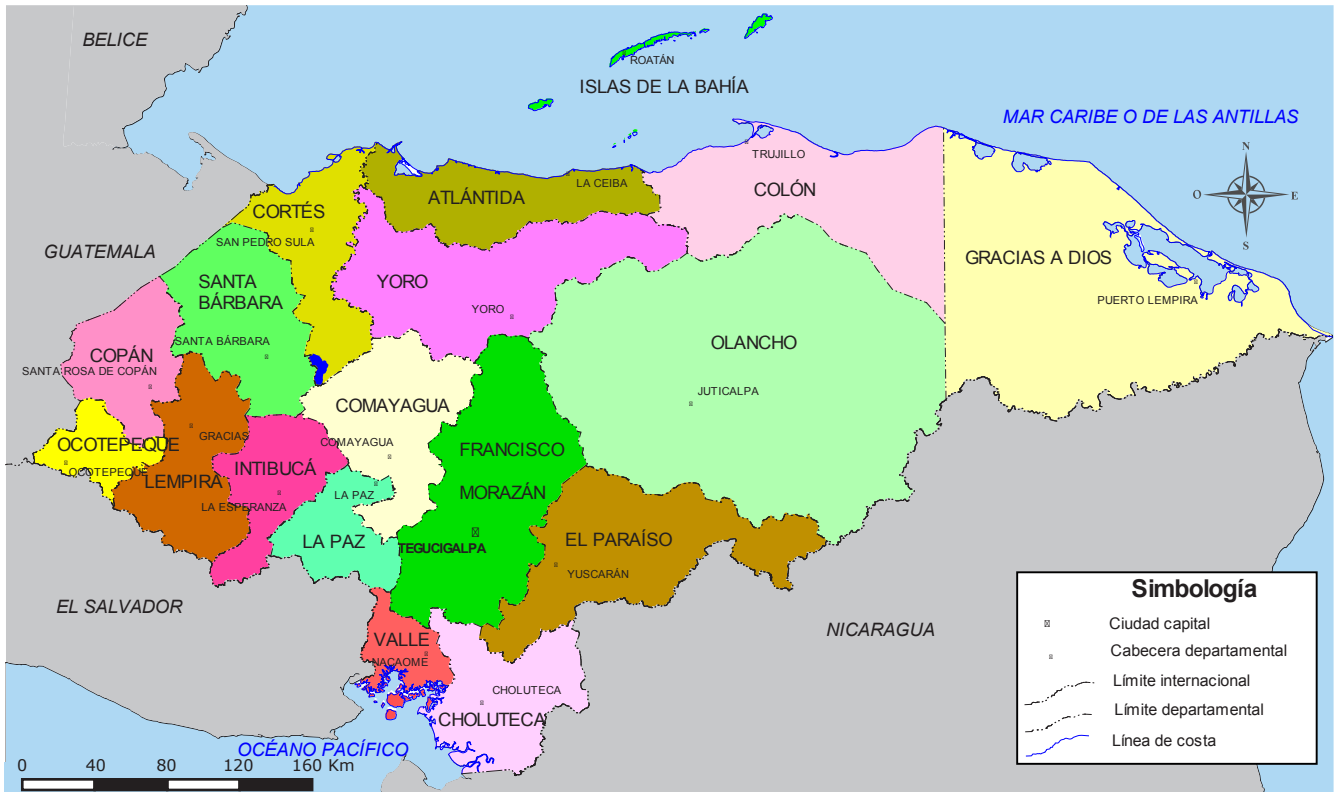 BELICE
ROATÁN
ISLAS DE LA BAHÍA
MAR CARIBE O DE LAS ANTILLAS
N
O
E
S
TRUJILLO
COLÓN
LA CEIBA
ATLÁNTIDA
CORTÉS
SAN PEDRO SULA
GUATEMALA
GRACIAS A DIOS
PUERTO LEMPIRA
SANTA
BÁRBARA
YORO
YORO
SANTA BÁRBARA
OLANCHO
COPÁN
SANTA ROSA DE COPÁN
JUTICALPA
COMAYAGUA
COMAYAGUA
GRACIAS
OCOTEPEQUE
OCOTEPEQUE
FRANCISCO
MORAZÁN
INTIBUCÁ
LEMPIRA
LA ESPERANZA
LA PAZ
LA PAZ
TEGUCIGALPA
EL PARAÍSO
YUSCARÁN
EL SALVADOR
NICARAGUA
VALLE
NACAOME
CHOLUTECA
CHOLUTECA
OCÉANO PACÍFICO
0 40 80 120 160 Km
Simbología
Ciudad capital
Cabecera departamental
Límite internacional
Límite departamental
Línea de costa